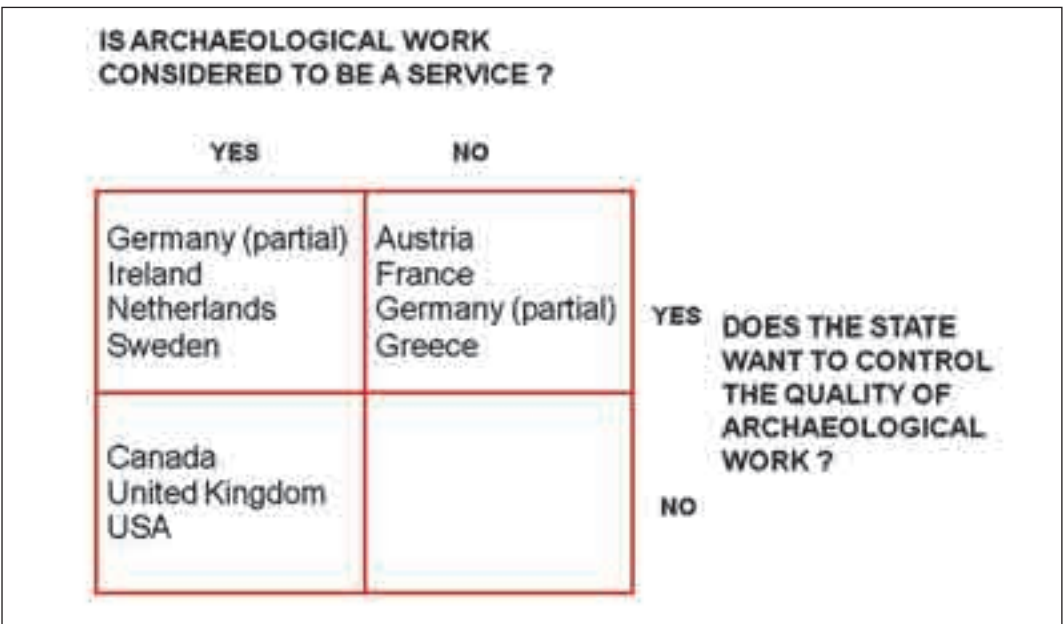 IS ARCHAEOLOGICAL WORK
CONSIDERED TO BE A SERVICE ?
YES
NO
Germany (partial)
Ireland
Netherlands
Sweden
Austria
France
Germany (partial)
Greece
YES
DOES THE STATE
WANT TO CONTROL
THE QUALITY OF
ARCHAEOLOGICAL
WORK ?
Canada
United Kingdom
USA
NO